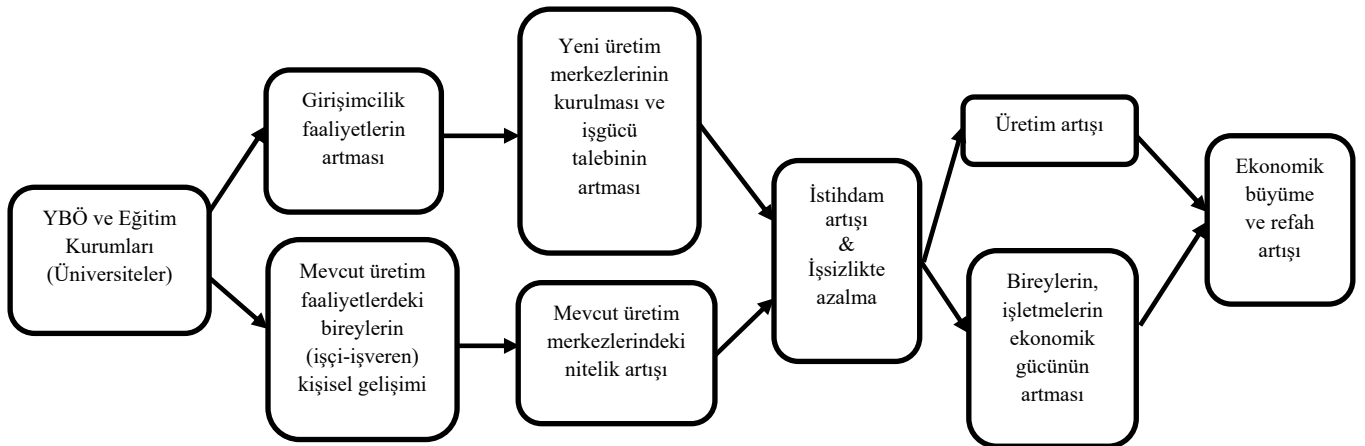 YBÖ ve Eğitim
Kurumları
(Üniversiteler)
Girişimcilik
faaliyetlerin
artması
Mevcut üretim
faaliyetlerdeki
bireylerin
(işçi-işveren)
kişisel gelişimi
Yeni üretim
merkezlerinin
kurulması ve
işgücü
talebinin
artması
Mevcut üretim
merkezlerindeki
nitelik artışı
İstihdam
artışı
&
İşsizlikte
azalma
Üretim artışı
Bireylerin,
işletmelerin
ekonomik
gücünün
artması
Ekonomik
büyüme
ve refah
artışı